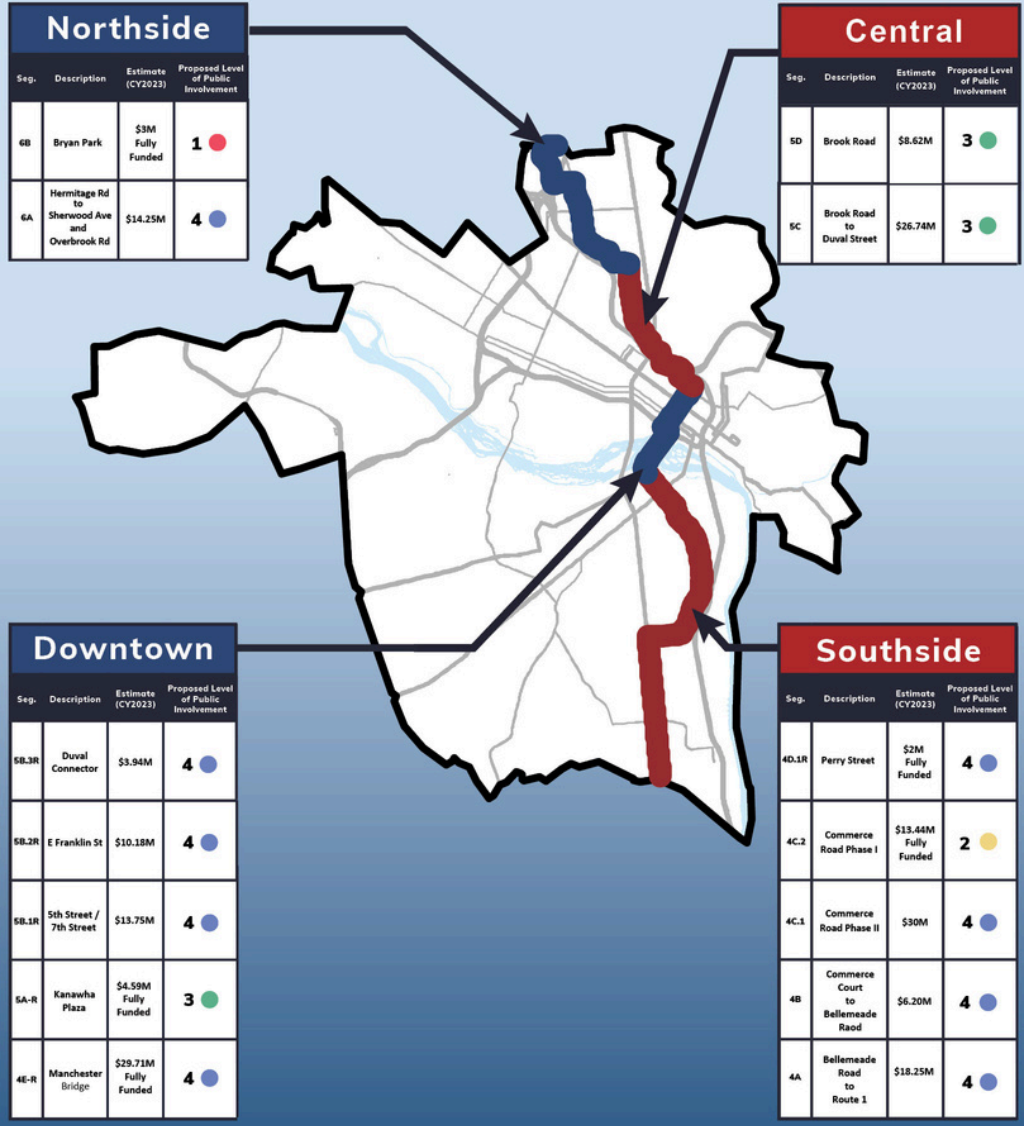 Northside
Seg.
Description
Estimate
(CY2023)
Proposed Level
of Public
Involvement
6B
Bryan Park
$3M
Fully
Funded
1
6A
Hermitage Rd
to
Sherwood Ave
and
Overbrook Rd
$14.25M
4
Central
Seg.
Description
Estimate
(CY2023)
Proposed Level
of Public
Involvement
5D
Brook Road
$8.62M
3
5C
Brook Road
to
Duval Street
$26.74M
3
Downtown
Seg.
Description
Estimate
(CY2023)
Proposed Level
of Public
Involvement
5B.3R
Duval
Connector
$3.94M
4
5B.2R
E Franklin St
$10.18M
4
5B.1R
5th Street /
7th Street
$13.75M
4
5A-R
Kanawha
Plaza
$4.59M
Fully
Funded
3
4E-R
Manchester
Bridge
$29.71M
Fully
Funded
4
Southside
Seg.
Description
Estimate
(CY2023)
Proposed Level
of Public
Involvement
4D.1R
Perry Street
$2M
Fully
Funded
4
4C.2
Commerce
Road Phase I
$13.44M
Fully
Funded
2
4C.1
Commerce
Road Phase II
$30M
4
4B
Commerce
Court
to
Bellemeade
Raod
$6.20M
4
4A
Bellemeade
Road
to
Route 1
$18.25M
4